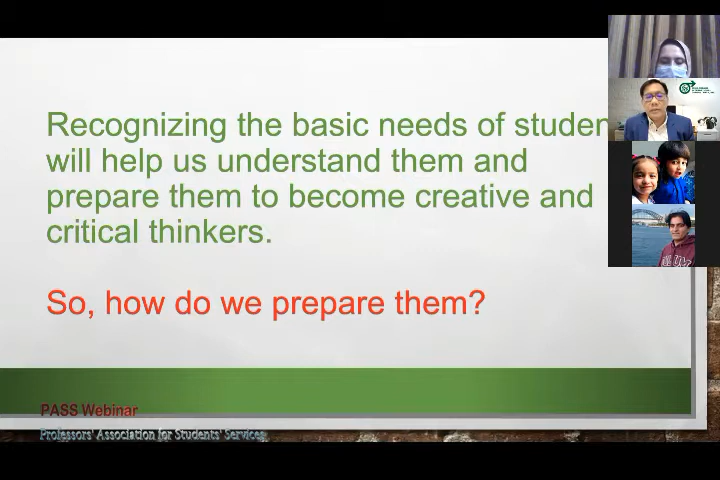 Recognizing the basic needs of studen
will help us understand them and
prepare them to become creative and
critical thinkers.
So, how do we prepare them?
PASS Webinar
Professors' Association for Students' Services